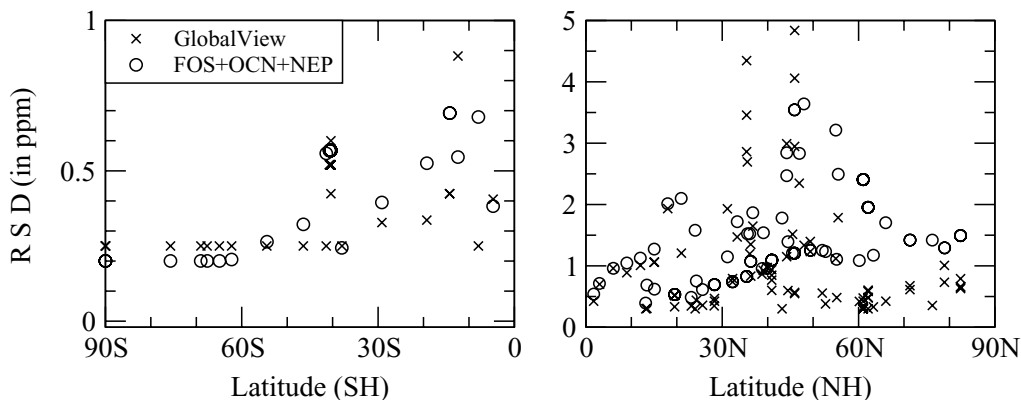 R S D (in ppm)
1
0.5
0
GlobalView
FOS+OCN+NEP
90S
60S
30S
0
Latitude (SH)
5
4
3
2
1
0
0
30N
60N
90N
Latitude (NH)